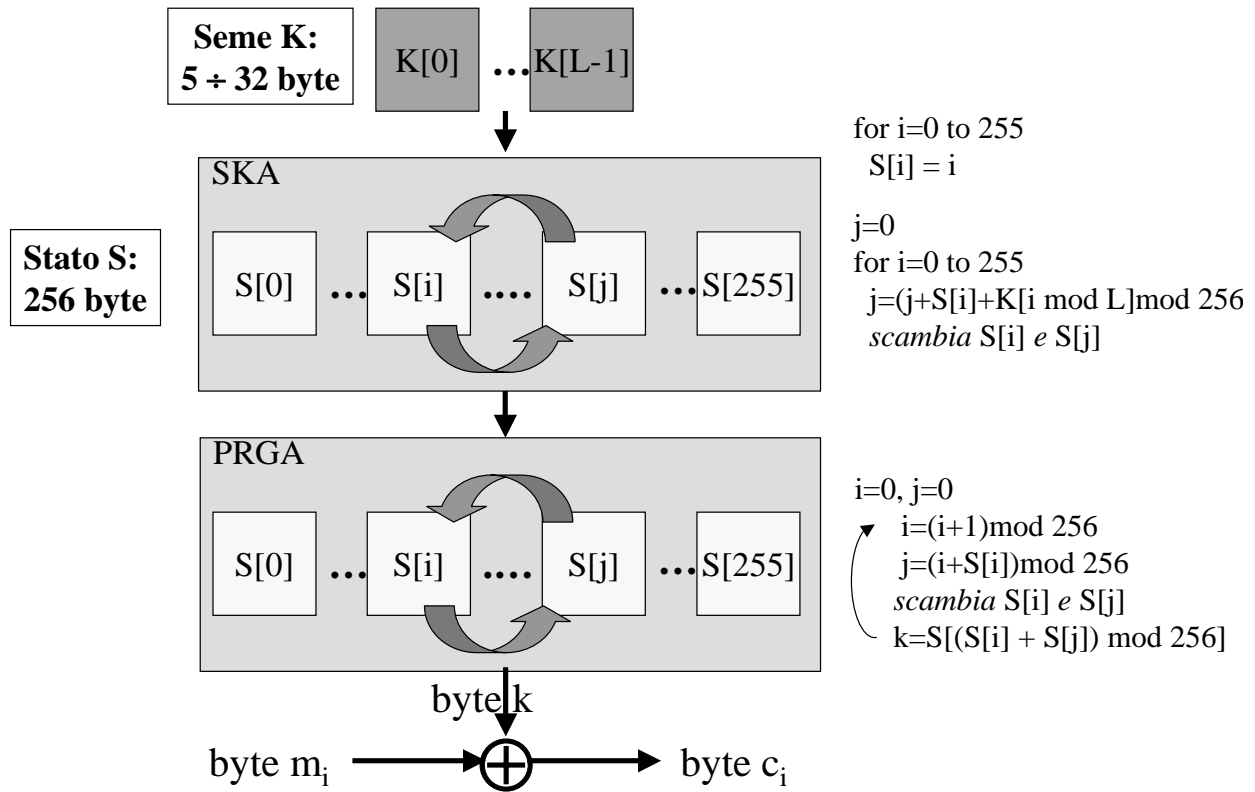 Seme K:
5 ÷ 32 byte
K[0] ... K[L-1]
for i=0 to 255
S[i] = i
SKA
j=0
for i=0 to 255
j=(j+S[i]+K[i mod L]mod 256
scambia S[i] e S[j]
Stato S:
256 byte
S[0] ... S[i] .... S[j] ... S[255]
PRGA
i=0, j=0
i=(i+1)mod 256
j=(i+S[i])mod 256
scambia S[i] e S[j]
k=S[(S[i] + S[j]) mod 256]
S[0] ... S[i] .... S[j] ... S[255]
byte k
byte mᵢ
byte cᵢ